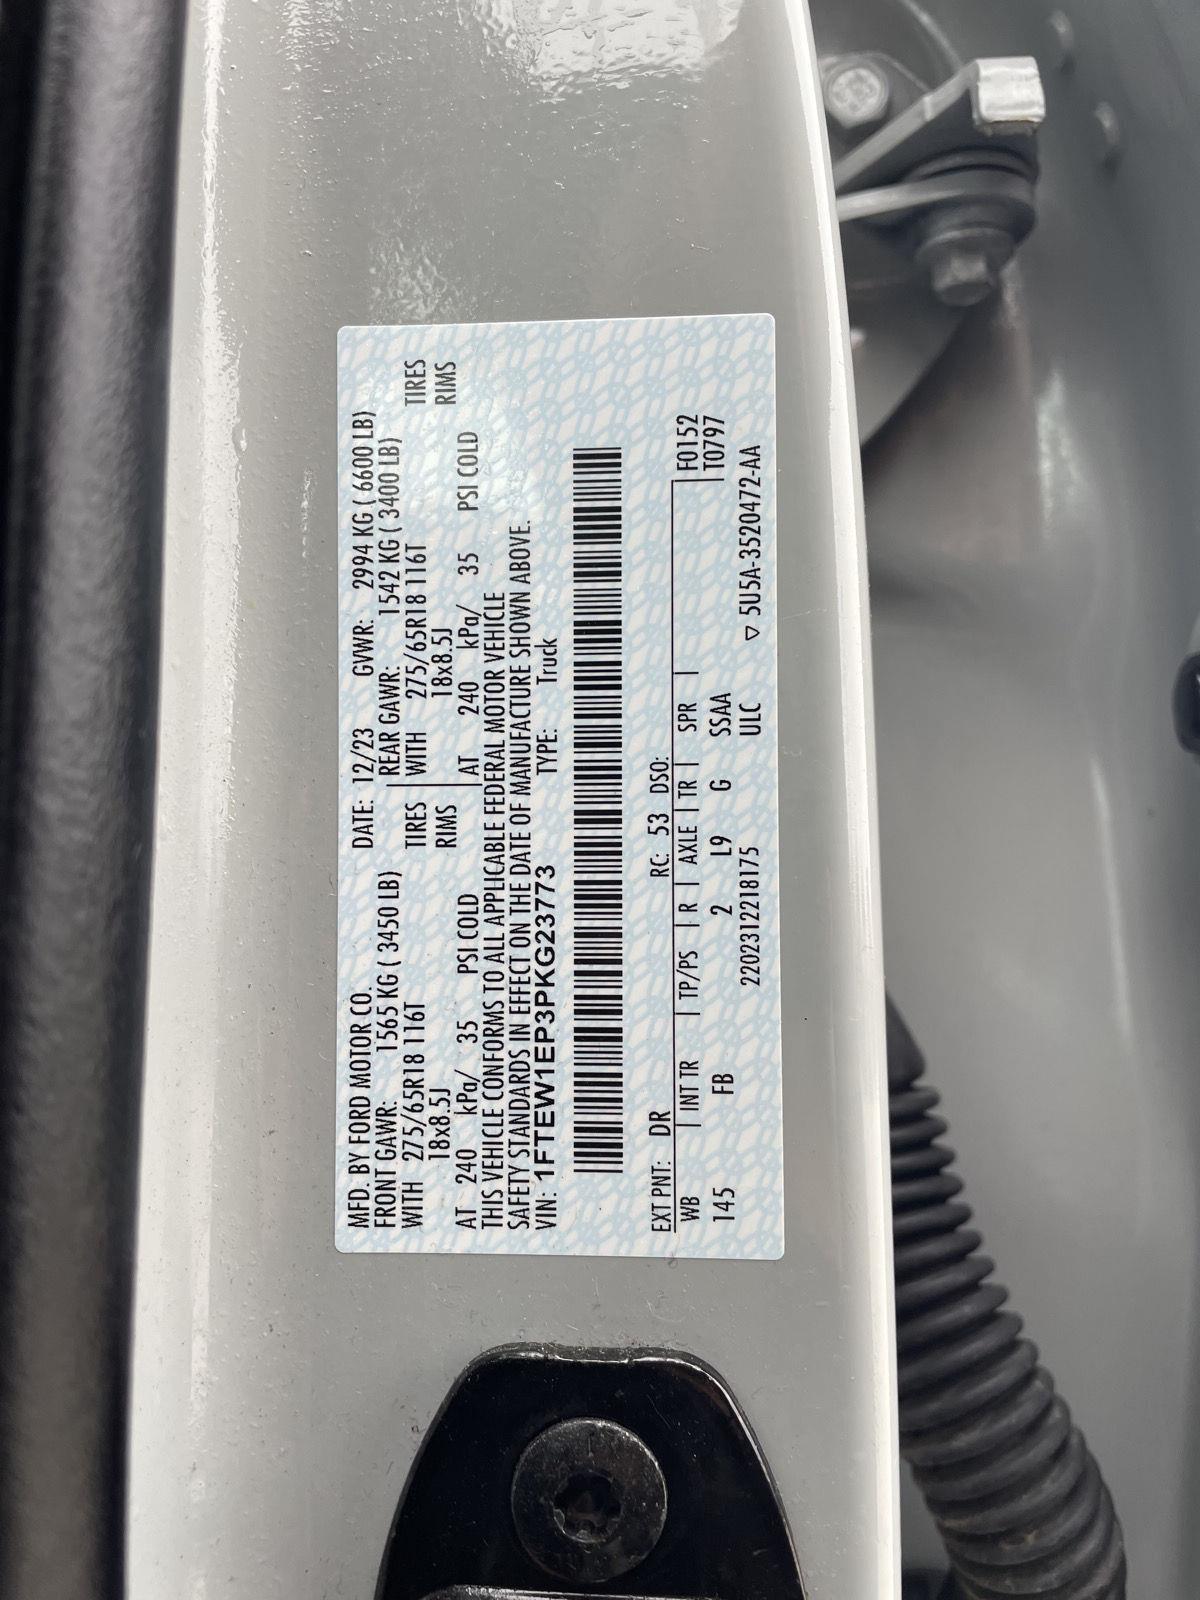 MFD. BY FORD MOTOR CO. DATE: 12/23 GVWR: 2994 KG ( 6600 LB)
FRONT GAWR: 1565 KG ( 3450 LB) REAR GAWR: 1542 KG ( 3400 LB)
WITH 275/65R18 116T TIRES WITH 275/65R18 116T TIRES
18x8.5J RIMS 18x8.5J RIMS
AT 240 kPa/ 35 PSI COLD AT 240 kPa/ 35 PSI COLD
THIS VEHICLE CONFORMS TO ALL APPLICABLE FEDERAL MOTOR VEHICLE
SAFETY STANDARDS IN EFFECT ON THE DATE OF MANUFACTURE SHOWN ABOVE.
VIN: 1FTEW1EP3PKG23773 TYPE: Truck
EXT PNT: DR RC: 53 DSO: F0152
WB INT TR TP/PS R AXLE TR SPR T0797
145 FB 2 L9 G SSAA
2202312218175 ULC ▽ 5U5A-3520472-AA